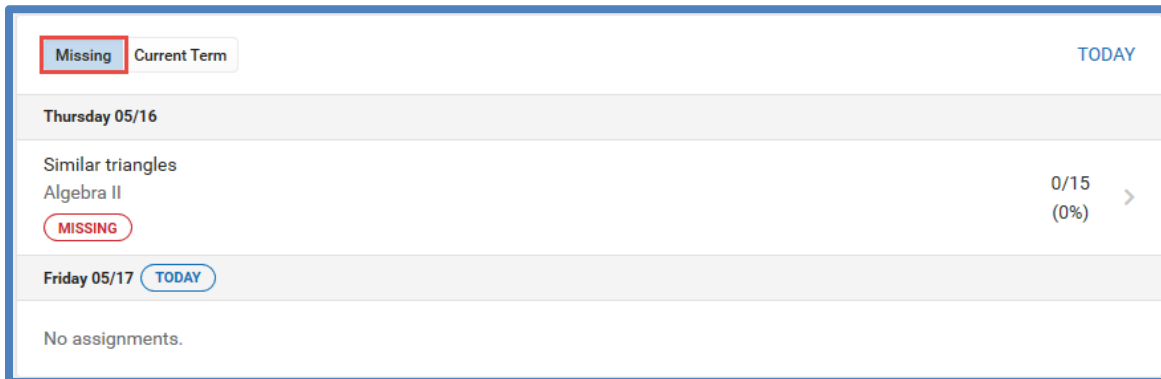 Missing Current Term TODAY
Thursday 05/16
Similar triangles
Algebra II
0/15
(0%)
MISSING
Friday 05/17 TODAY
No assignments.